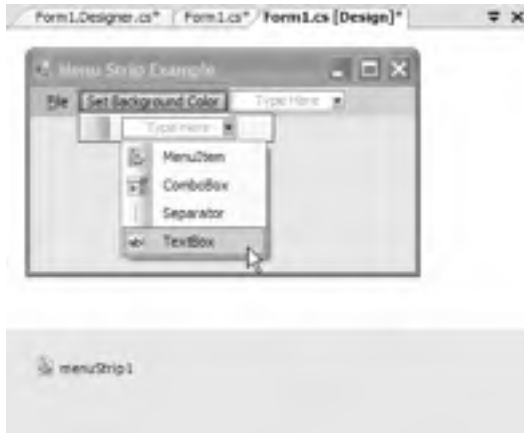 Form1.Designer.cs* Form1.cs* Form1.cs [Design]*
Menu Strip Example
File Set Background Color Type Here
Type Here
MenuItem
ComboBox
Separator
abl TextBox
menuStrip1